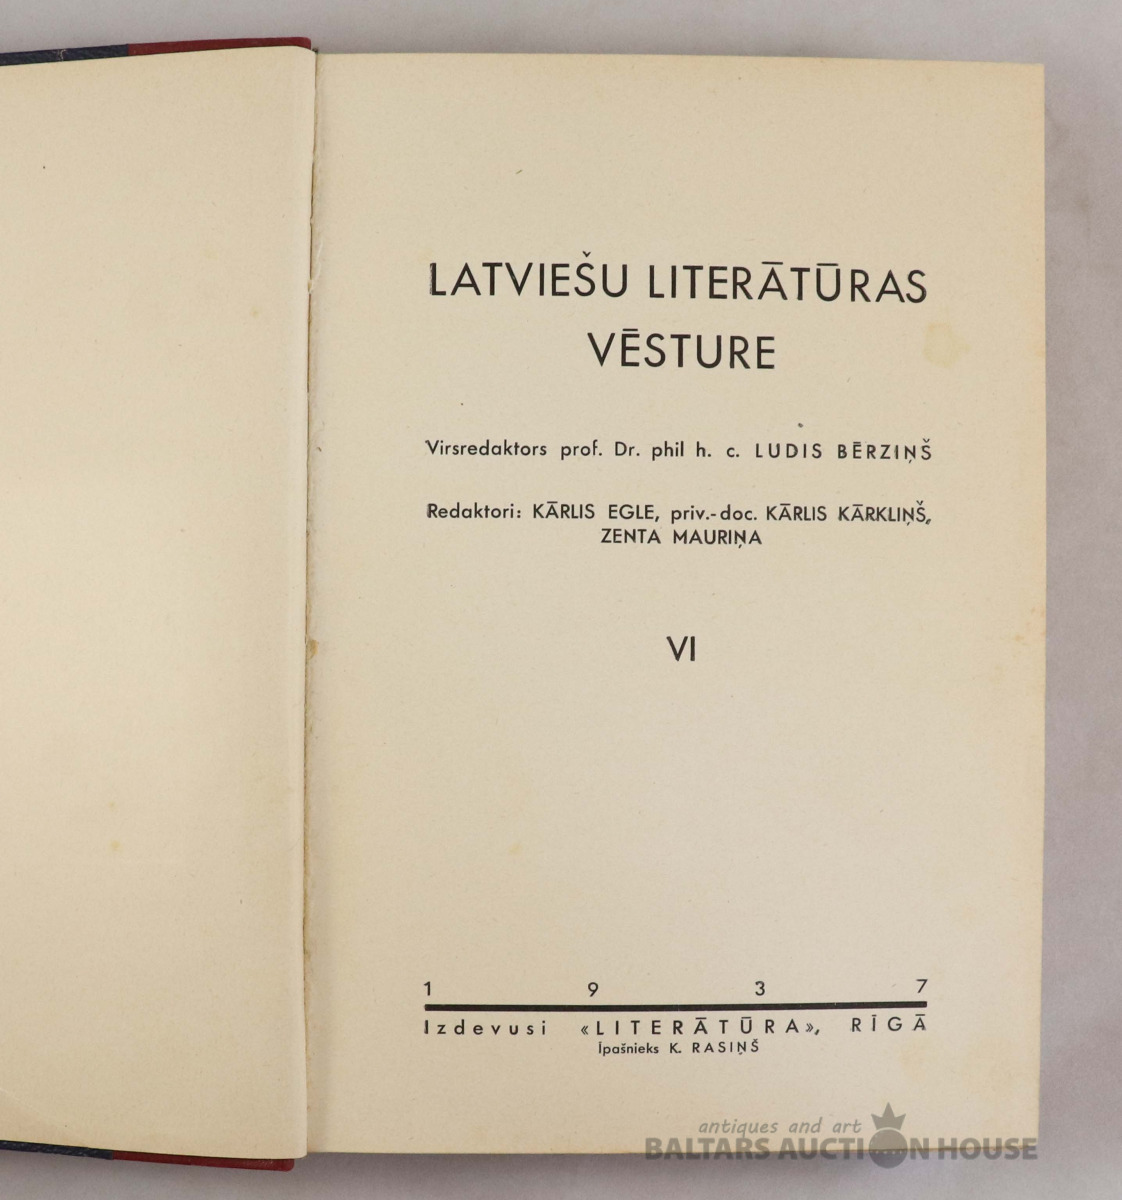 LATVIEŠU LITERĀTŪRAS
VĒSTURE
Virsredaktors prof. Dr. phil h. c. LUDIS BĒRZIŅŠ
Redaktori: KĀRLIS EGLE, priv.-doc. KĀRLIS KĀRKLIŅŠ,
ZENTA MAURIŅA
VI
1 9 3 7
Izdevusi «LITERĀTŪRA», RĪGĀ
Īpašnieks K. RASIŅŠ
antiques and art
BALTARS AUCTION HOUSE